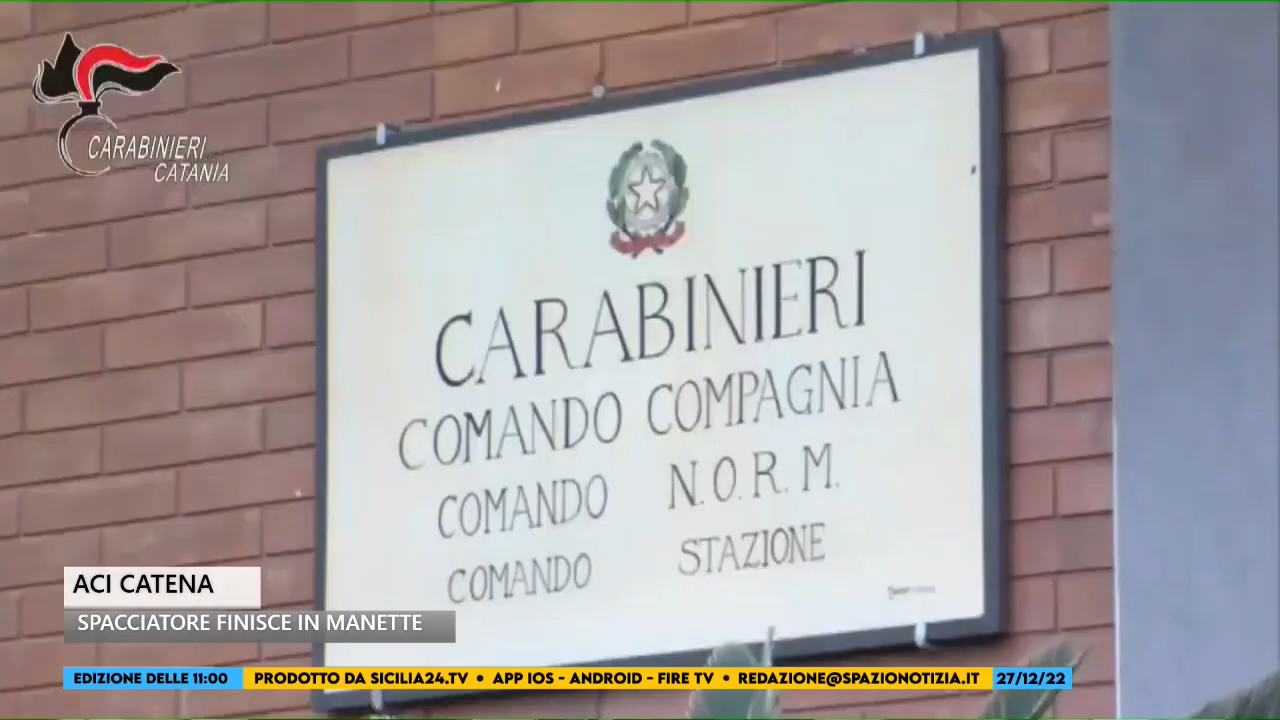 CARABINIERI
CATANIA
CARABINIERI
COMANDO COMPAGNIA
COMANDO N.O.R.M.
COMANDO STAZIONE
ACI CATENA
SPACCIATORE FINISCE IN MANETTE
EDIZIONE DELLE 11:00 PRODOTTO DA SICILIA24.TV • APP IOS - ANDROID - FIRE TV • REDAZIONE@SPAZIONOTIZIA.IT 27/12/22